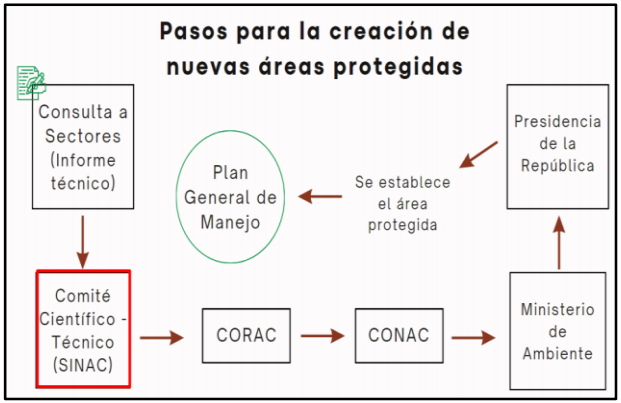 Pasos para la creación de
nuevas áreas protegidas
Consulta a
Sectores
(Informe
técnico)
Comité
Científico -
Técnico
(SINAC)
CORAC
CONAC
Ministerio
de
Ambiente
Presidencia
de la
República
Se establece
el área
protegida
Plan
General de
Manejo